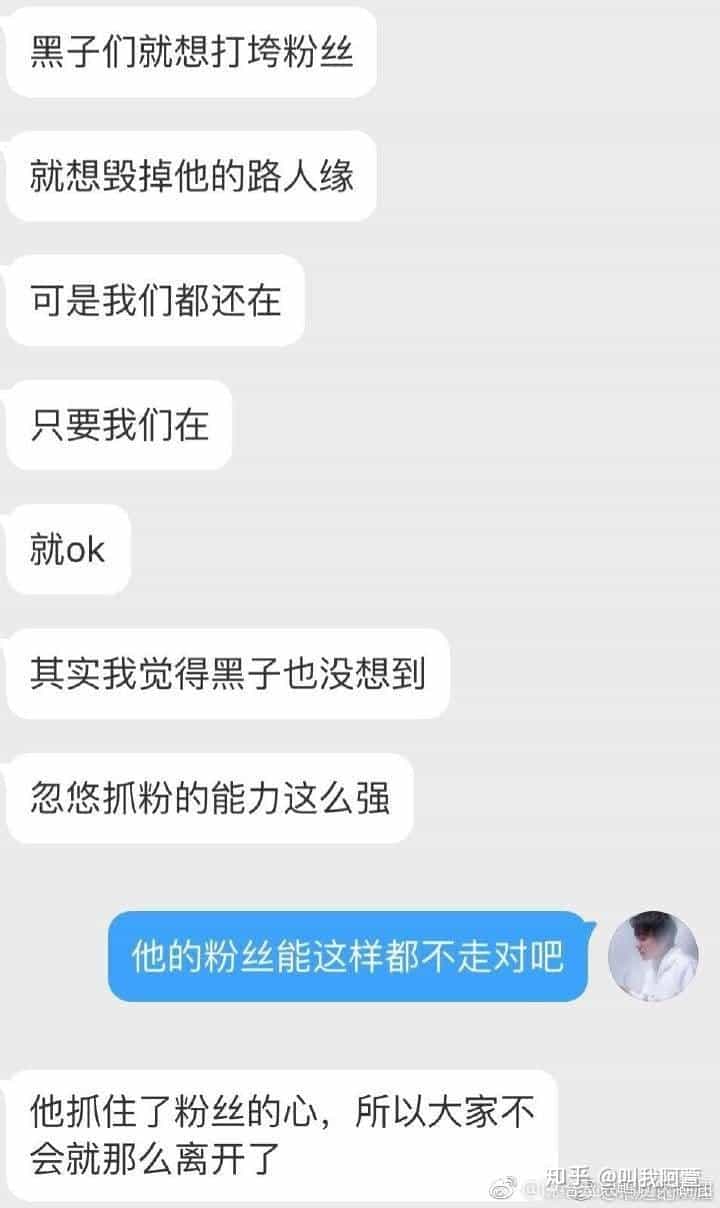 黑子们就想打垮粉丝
就想毁掉他的路人缘
可是我们都还在
只要我们在
就ok
其实我觉得黑子也没想到
忽悠抓粉的能力这么强
他的粉丝能这样都不走对吧
他抓住了粉丝的心，所以大家不
会就那么离开了
知乎 @叫我阿萱